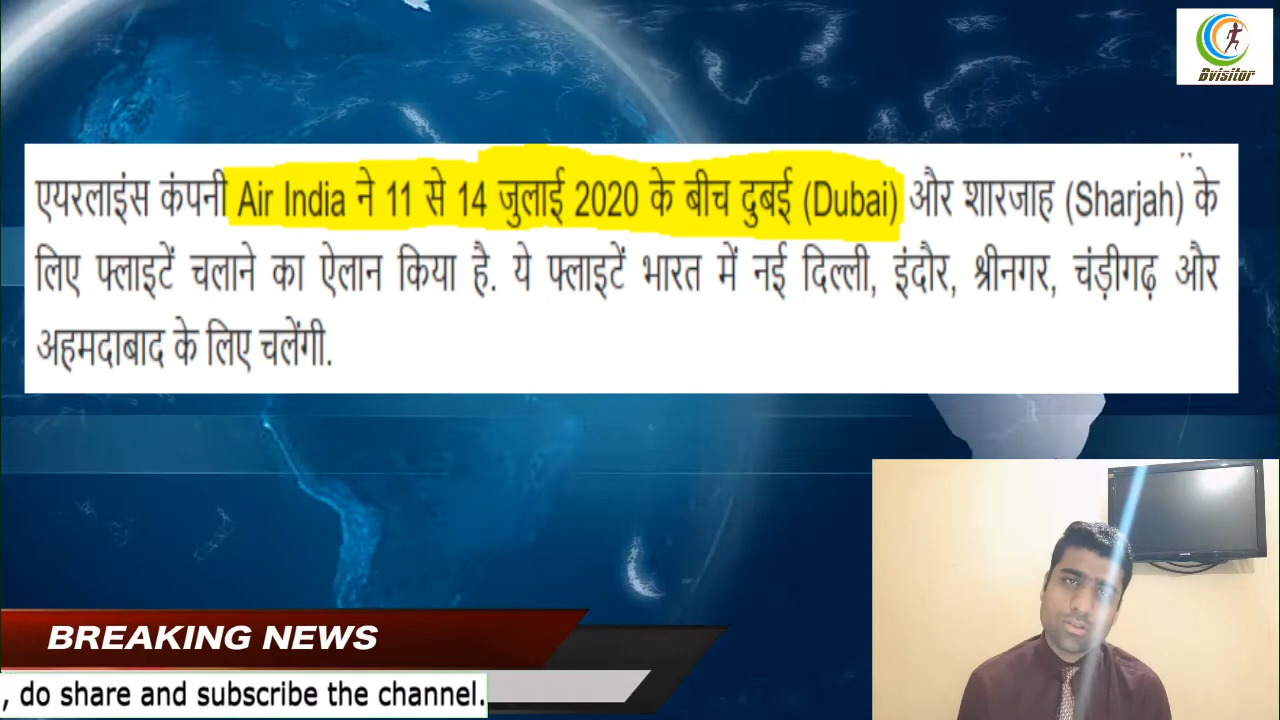 Bvisitor
एयरलाइंस कंपनी Air India ने 11 से 14 जुलाई 2020 के बीच दुबई (Dubai) और शारजाह (Sharjah) के
लिए फ्लाइटें चलाने का ऐलान किया है. ये फ्लाइटें भारत में नई दिल्ली, इंदौर, श्रीनगर, चंड़ीगढ़ और
अहमदाबाद के लिए चलेंगी.
BREAKING NEWS
, do share and subscribe the channel.